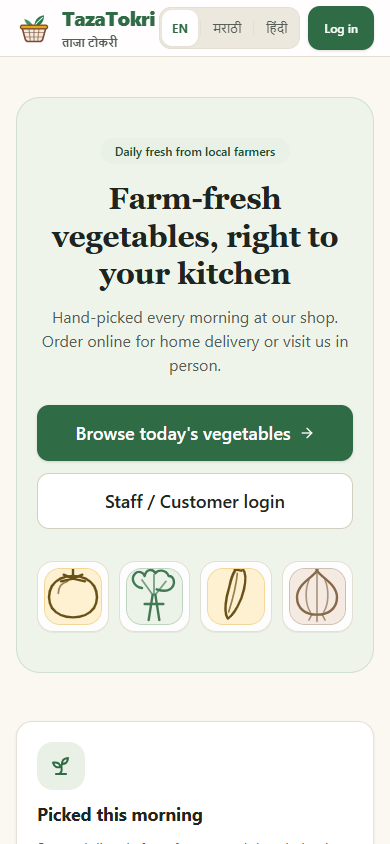 TazaTokri
ताजा टोकरी
EN
मराठी
हिंदी
Log in
Daily fresh from local farmers
Farm-fresh
vegetables, right to
your kitchen
Hand-picked every morning at our shop.
Order online for home delivery or visit us in
person.
Browse today's vegetables →
Staff / Customer login
Picked this morning